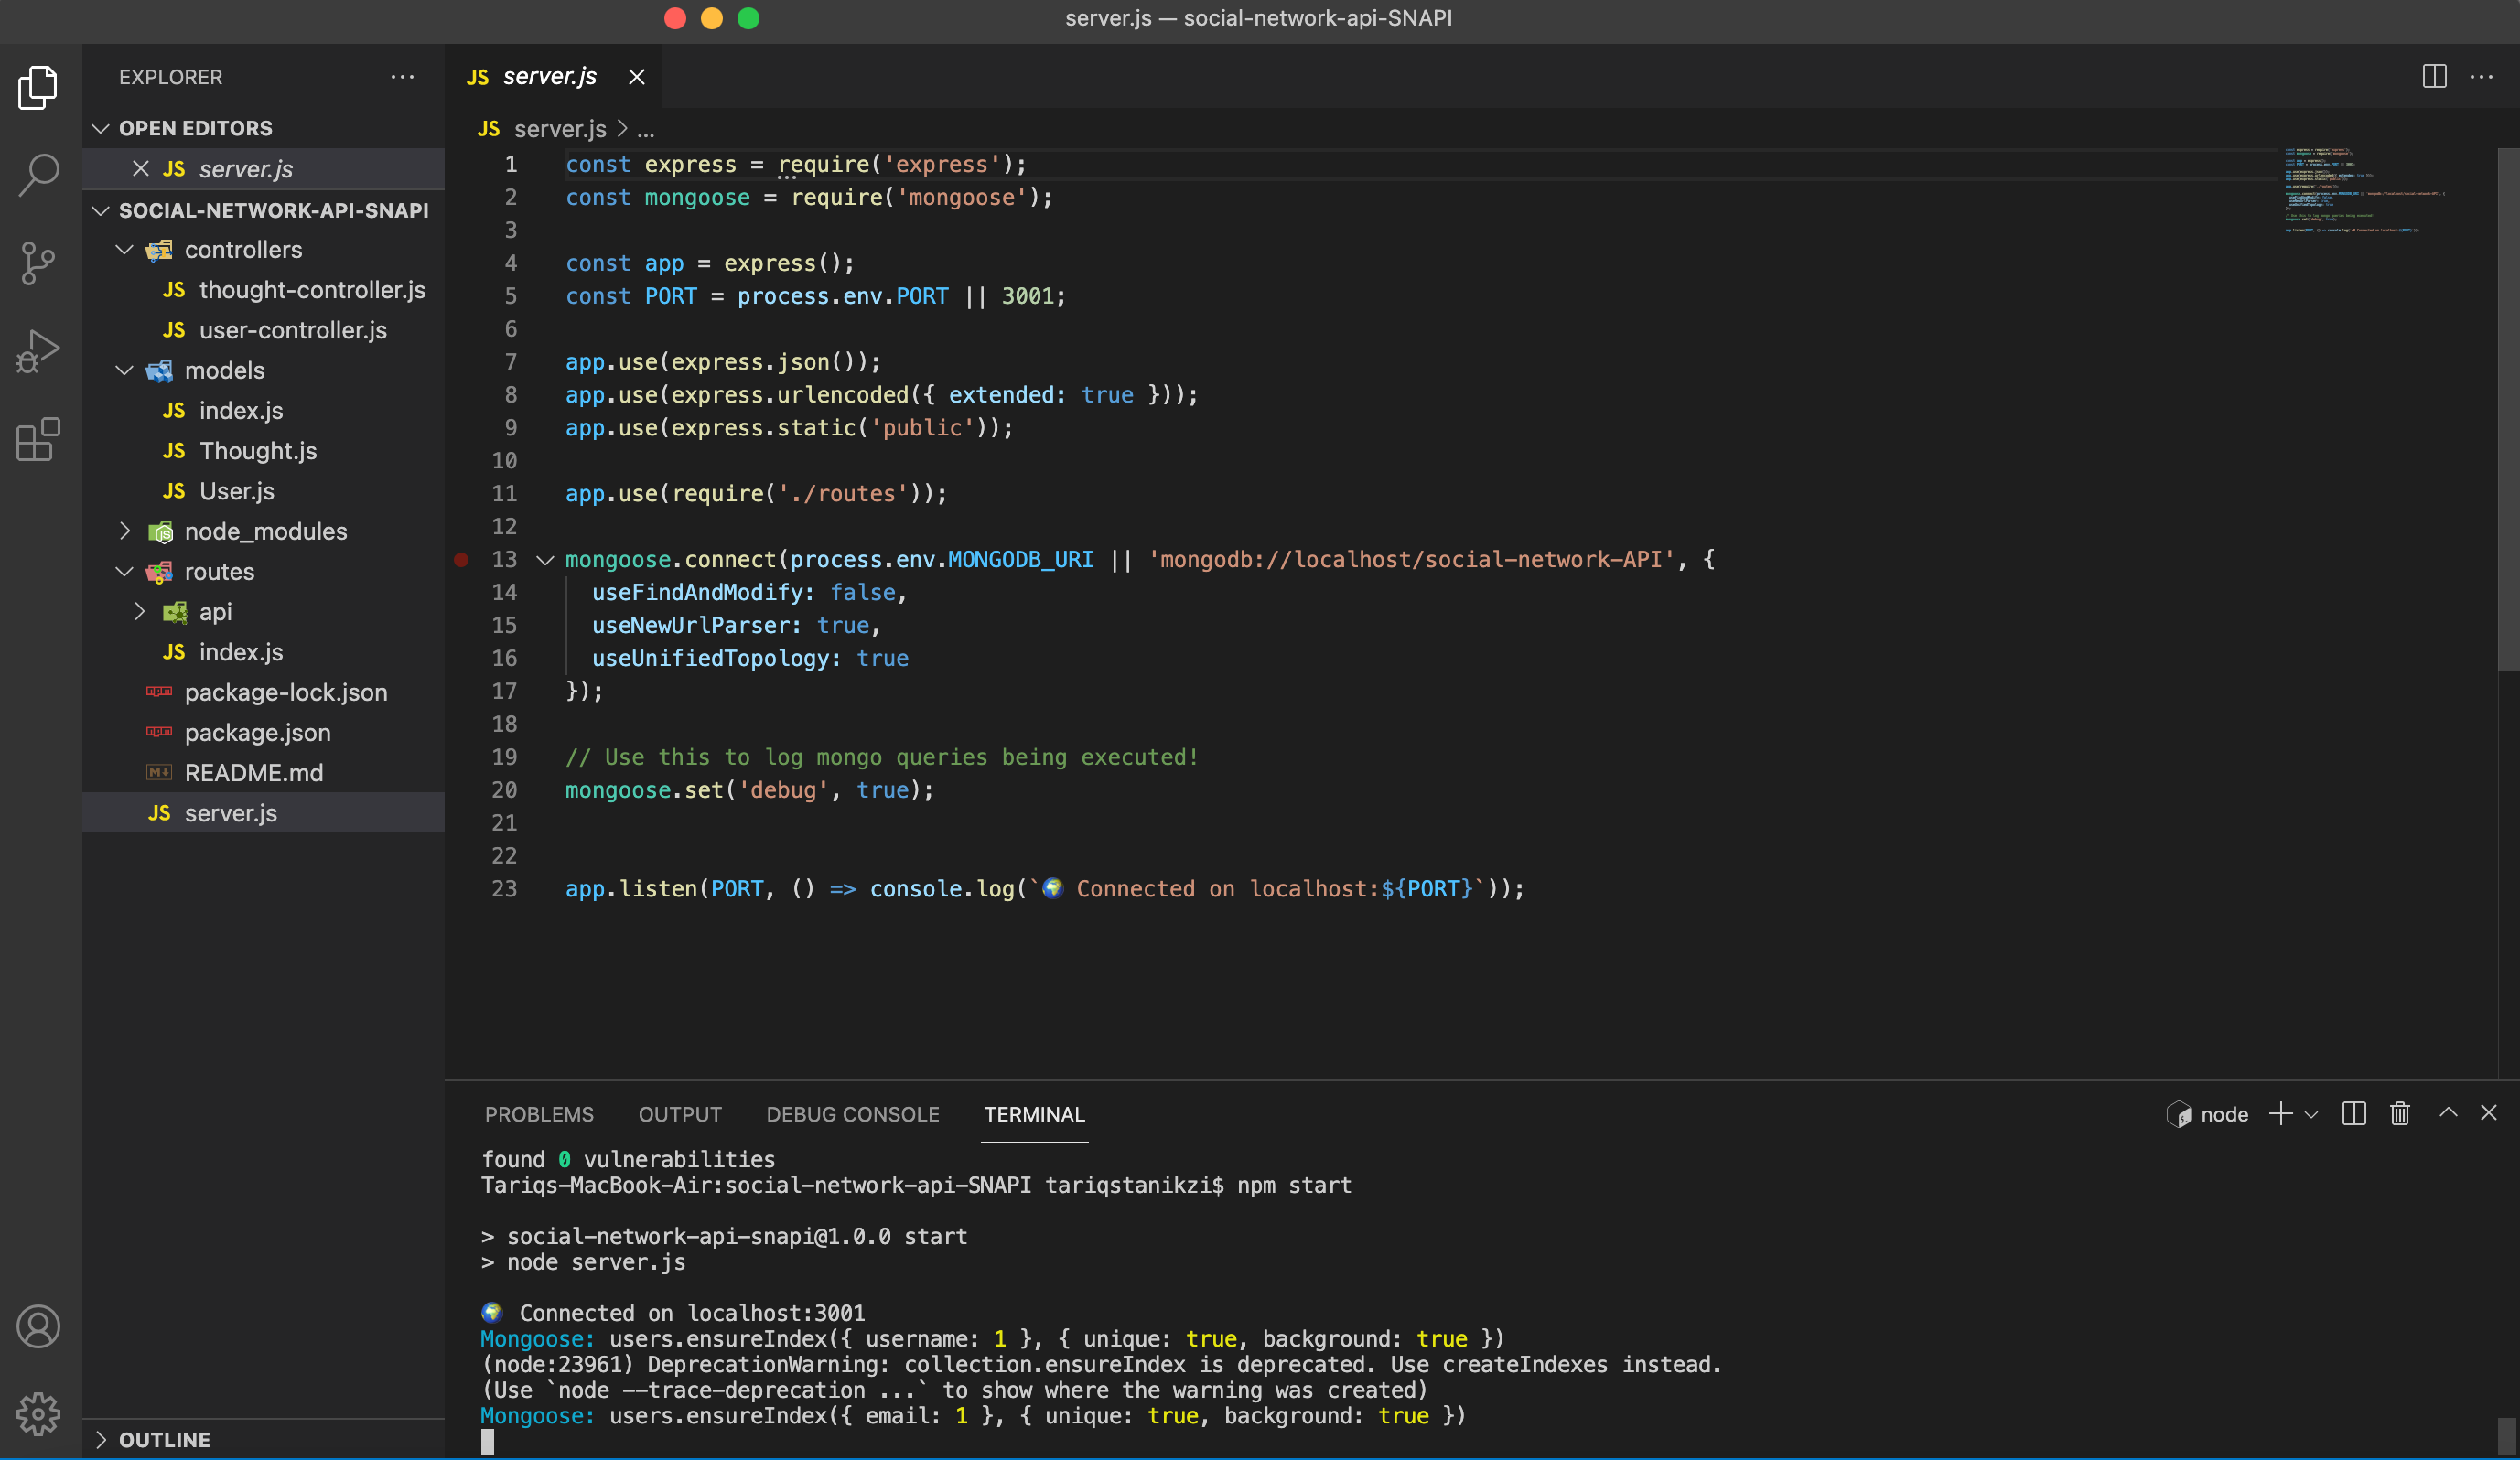 server.js — social-network-api-SNAPI
EXPLORER
OPEN EDITORS
JS server.js
SOCIAL-NETWORK-API-SNAPI
controllers
JS thought-controller.js
JS user-controller.js
models
JS index.js
JS Thought.js
JS User.js
node_modules
routes
api
JS index.js
package-lock.json
package.json
README.md
JS server.js
OUTLINE
JS server.js
JS server.js > ...
1 const express = require('express');
2 const mongoose = require('mongoose');
3
4 const app = express();
5 const PORT = process.env.PORT || 3001;
6
7 app.use(express.json());
8 app.use(express.urlencoded({ extended: true }));
9 app.use(express.static('public'));
10
11 app.use(require('./routes'));
12
13 mongoose.connect(process.env.MONGODB_URI || 'mongodb://localhost/social-network-API', {
14 useFindAndModify: false,
15 useNewUrlParser: true,
16 useUnifiedTopology: true
17 });
18
19 // Use this to log mongo queries being executed!
20 mongoose.set('debug', true);
21
22
23 app.listen(PORT, () => console.log(`🌍 Connected on localhost:${PORT}`));
PROBLEMS OUTPUT DEBUG CONSOLE TERMINAL
node
found 0 vulnerabilities
Tariqs-MacBook-Air:social-network-api-SNAPI tariqstanikzi$ npm start
> social-network-api-snapi@1.0.0 start
> node server.js
🌍 Connected on localhost:3001
Mongoose: users.ensureIndex({ username: 1 }, { unique: true, background: true })
(node:23961) DeprecationWarning: collection.ensureIndex is deprecated. Use createIndexes instead.
(Use `node --trace-deprecation ...` to show where the warning was created)
Mongoose: users.ensureIndex({ email: 1 }, { unique: true, background: true })